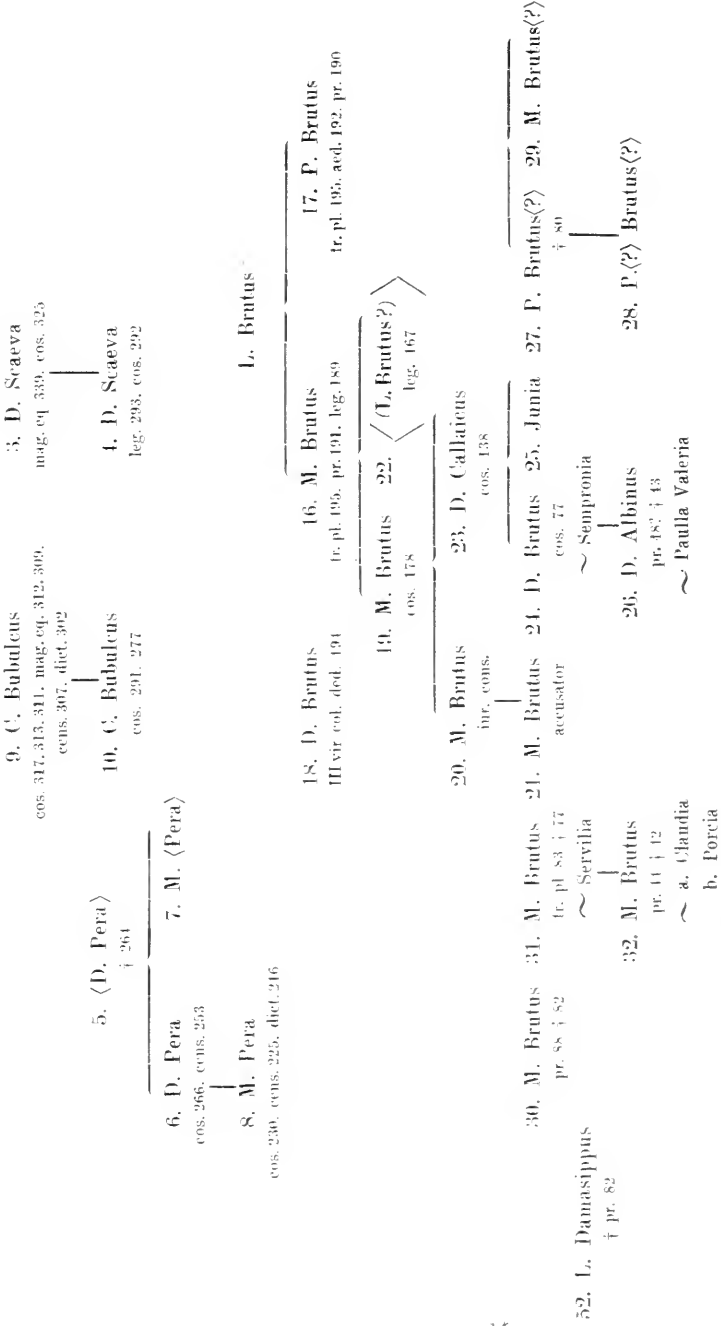 9. C. Bubulcus
cos. 317. 313. 311. mag. eq. 312. 309.
cens. 307. dict. 302
10. C. Bubulcus
cos. 291. 277
3. D. Scaeva
mag. eq 339. cos. 325
4. D. Scaeva
leg. 293. cos. 292
5. ⟨D. Pera⟩
† 264
6. D. Pera
cos. 266. cens. 253
7. M. ⟨Pera⟩
8. M. Pera
cos. 230. cens. 225. dict. 216
L. Brutus
18. D. Brutus
IIIvir col. ded. 194
16. M. Brutus
tr. pl. 195. pr. 191. leg. 189
17. P. Brutus
tr. pl. 195. aed. 192. pr. 190
19. M. Brutus
cos. 178
22. ⟨(L. Brutus?)⟩
leg. 167
20. M. Brutus
iur. cons.
23. D. Callaicus
cos. 138
30. M. Brutus
pr. 88 † 82
31. M. Brutus
tr. pl 83 † 77
~ Servilia
21. M. Brutus
accusator
24. D. Brutus
cos. 77
~ Sempronia
25. Junia
27. P. Brutus⟨?⟩
† 80
29. M. Brutus⟨?⟩
52. L. Damasippus
† pr. 82
32. M. Brutus
pr. 44 † 42
~ a. Claudia
b. Porcia
26. D. Albinus
pr. 48? † 43
~ Paulla Valeria
28. P.⟨?⟩ Brutus⟨?⟩